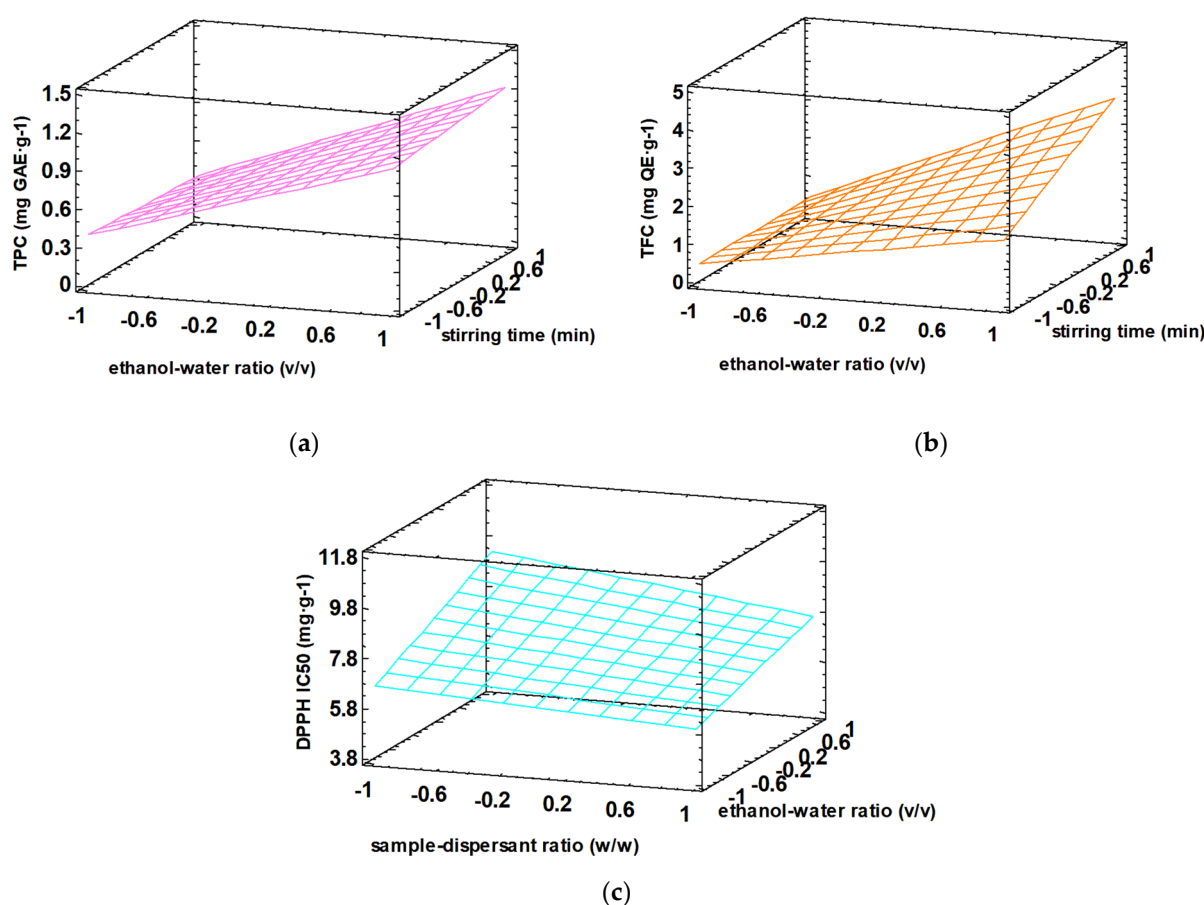 TPC (mg GAE·g-1)
1.5
1.2
0.9
0.6
0.3
0
-1 -0.6 -0.2 0.2 0.6 1
ethanol-water ratio (v/v)
-1 -0.6 -0.2 0.2 0.6 1
stirring time (min)
(a)
TFC (mg QE·g-1)
5
4
3
2
1
0
-1 -0.6 -0.2 0.2 0.6 1
ethanol-water ratio (v/v)
-1 -0.6 -0.2 0.2 0.6 1
stirring time (min)
(b)
DPPH IC50 (mg·g-1)
11.8
9.8
7.8
5.8
3.8
-1 -0.6 -0.2 0.2 0.6 1
sample-dispersant ratio (w/w)
-1 -0.6 -0.2 0.2 0.6 1
ethanol-water ratio (v/v)
(c)